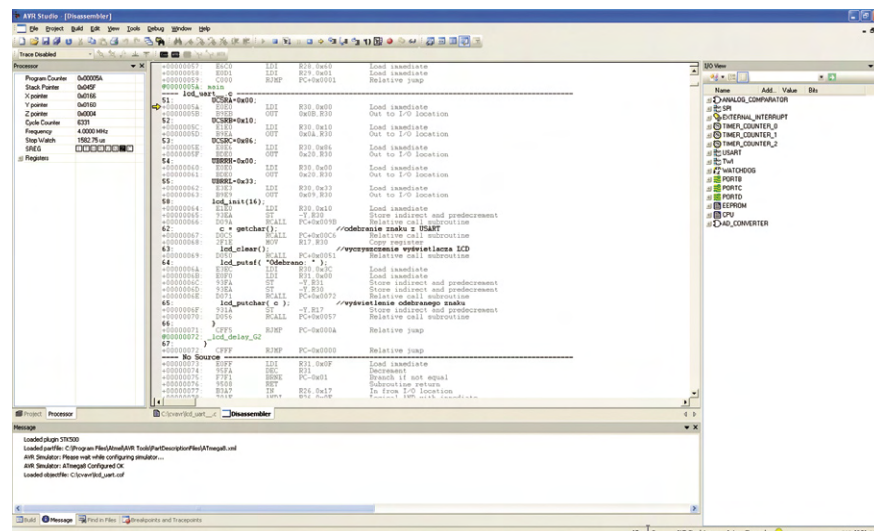 AVR Studio - [Disassembler]
File Project Build Edit View Tools Debug Window Help
Trace Disabled
Processor
Program Counter 0x00005A
Stack Pointer 0x045F
X pointer 0x0166
Y pointer 0x0160
Z pointer 0x0004
Cycle Counter 6331
Frequency 4.0000 MHz
Stop Watch 1582.75 us
SREG
Registers
+00000057: E6C0 LDI R28,0x60 Load immediate
+00000058: E0D1 LDI R29,0x01 Load immediate
+00000059: C000 RJMP PC+0x0001 Relative jump
@0000005A: main
---- lcd_uart__.c
51: UCSRA=0x00;
+0000005A: E0E0 LDI R30,0x00 Load immediate
+0000005B: B9EB OUT 0x0B,R30 Out to I/O location
52: UCSRB=0x10;
+0000005C: E1E0 LDI R30,0x10 Load immediate
+0000005D: B9EA OUT 0x0A,R30 Out to I/O location
53: UCSRC=0x86;
+0000005E: E8E6 LDI R30,0x86 Load immediate
+0000005F: BDE0 OUT 0x20,R30 Out to I/O location
54: UBRRH=0x00;
+00000060: E0E0 LDI R30,0x00 Load immediate
+00000061: BDE0 OUT 0x20,R30 Out to I/O location
55: UBRRL=0x33;
+00000062: E3E3 LDI R30,0x33 Load immediate
+00000063: B9E9 OUT 0x09,R30 Out to I/O location
58: lcd_init(16);
+00000064: E1E0 LDI R30,0x10 Load immediate
+00000065: 93EA ST -Y,R30 Store indirect and predecrement
+00000066: D09A RCALL PC+0x009B Relative call subroutine
62: c = getchar(); //odebranie znaku z USART
+00000067: D0C5 RCALL PC+0x00C6 Relative call subroutine
+00000068: 2F1E MOV R17,R30 Copy register
63: lcd_clear(); //wyczyszczenie wyświetlacza LCD
+00000069: D050 RCALL PC+0x0051 Relative call subroutine
64: lcd_putsf( "Odebrano: " );
+0000006A: E3EC LDI R30,0x3C Load immediate
+0000006B: E0F0 LDI R31,0x00 Load immediate
+0000006C: 93FA ST -Y,R31 Store indirect and predecrement
+0000006D: 93EA ST -Y,R30 Store indirect and predecrement
+0000006E: D071 RCALL PC+0x0072 Relative call subroutine
65: lcd_putchar( c ); //wyświetlenie odebranego znaku
+0000006F: 931A ST -Y,R17 Store indirect and predecrement
+00000070: D056 RCALL PC+0x0057 Relative call subroutine
66: }
+00000071: CFF5 RJMP PC-0x000A Relative jump
@00000072: _lcd_delay_G2
67: }
+00000072: CFFF RJMP PC-0x0000 Relative jump
---- No Source
+00000073: E0FF LDI R31,0x0F Load immediate
+00000074: 95FA DEC R31 Decrement
+00000075: F7F1 BRNE PC-0x01 Branch if not equal
+00000076: 9508 RET Subroutine return
+00000077: B3A7 IN R26,0x17 In from I/O location
I/O View
Name Add... Value Bits
ANALOG_COMPARATOR
SPI
EXTERNAL_INTERRUPT
TIMER_COUNTER_0
TIMER_COUNTER_1
TIMER_COUNTER_2
USART
TWI
WATCHDOG
PORTB
PORTC
PORTD
EEPROM
CPU
AD_CONVERTER
Project Processor
C:\cvavr\lcd_uart__.c Disassembler
Message
Loaded plugin STK500
Loaded partfile: C:\Program Files\Atmel\AVR Tools\PartDescriptionFiles\ATmega8.xml
AVR Simulator: Please wait while configuring simulator...
AVR Simulator: ATmega8 Configured OK
Loaded objectfile: C:\cvavr\lcd_uart.cof
Build Message Find in Files Breakpoints and Tracepoints